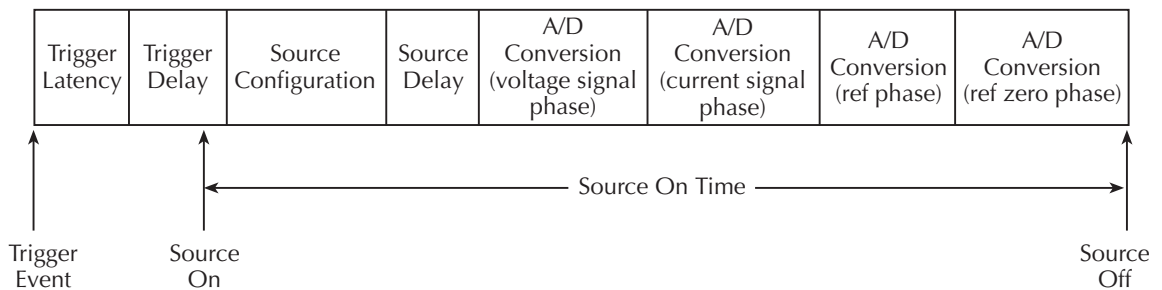 Trigger
Latency
Trigger
Delay
Source
Configuration
Source
Delay
A/D
Conversion
(voltage signal
phase)
A/D
Conversion
(current signal
phase)
A/D
Conversion
(ref phase)
A/D
Conversion
(ref zero phase)
Source On Time
Trigger
Event
Source
On
Source
Off